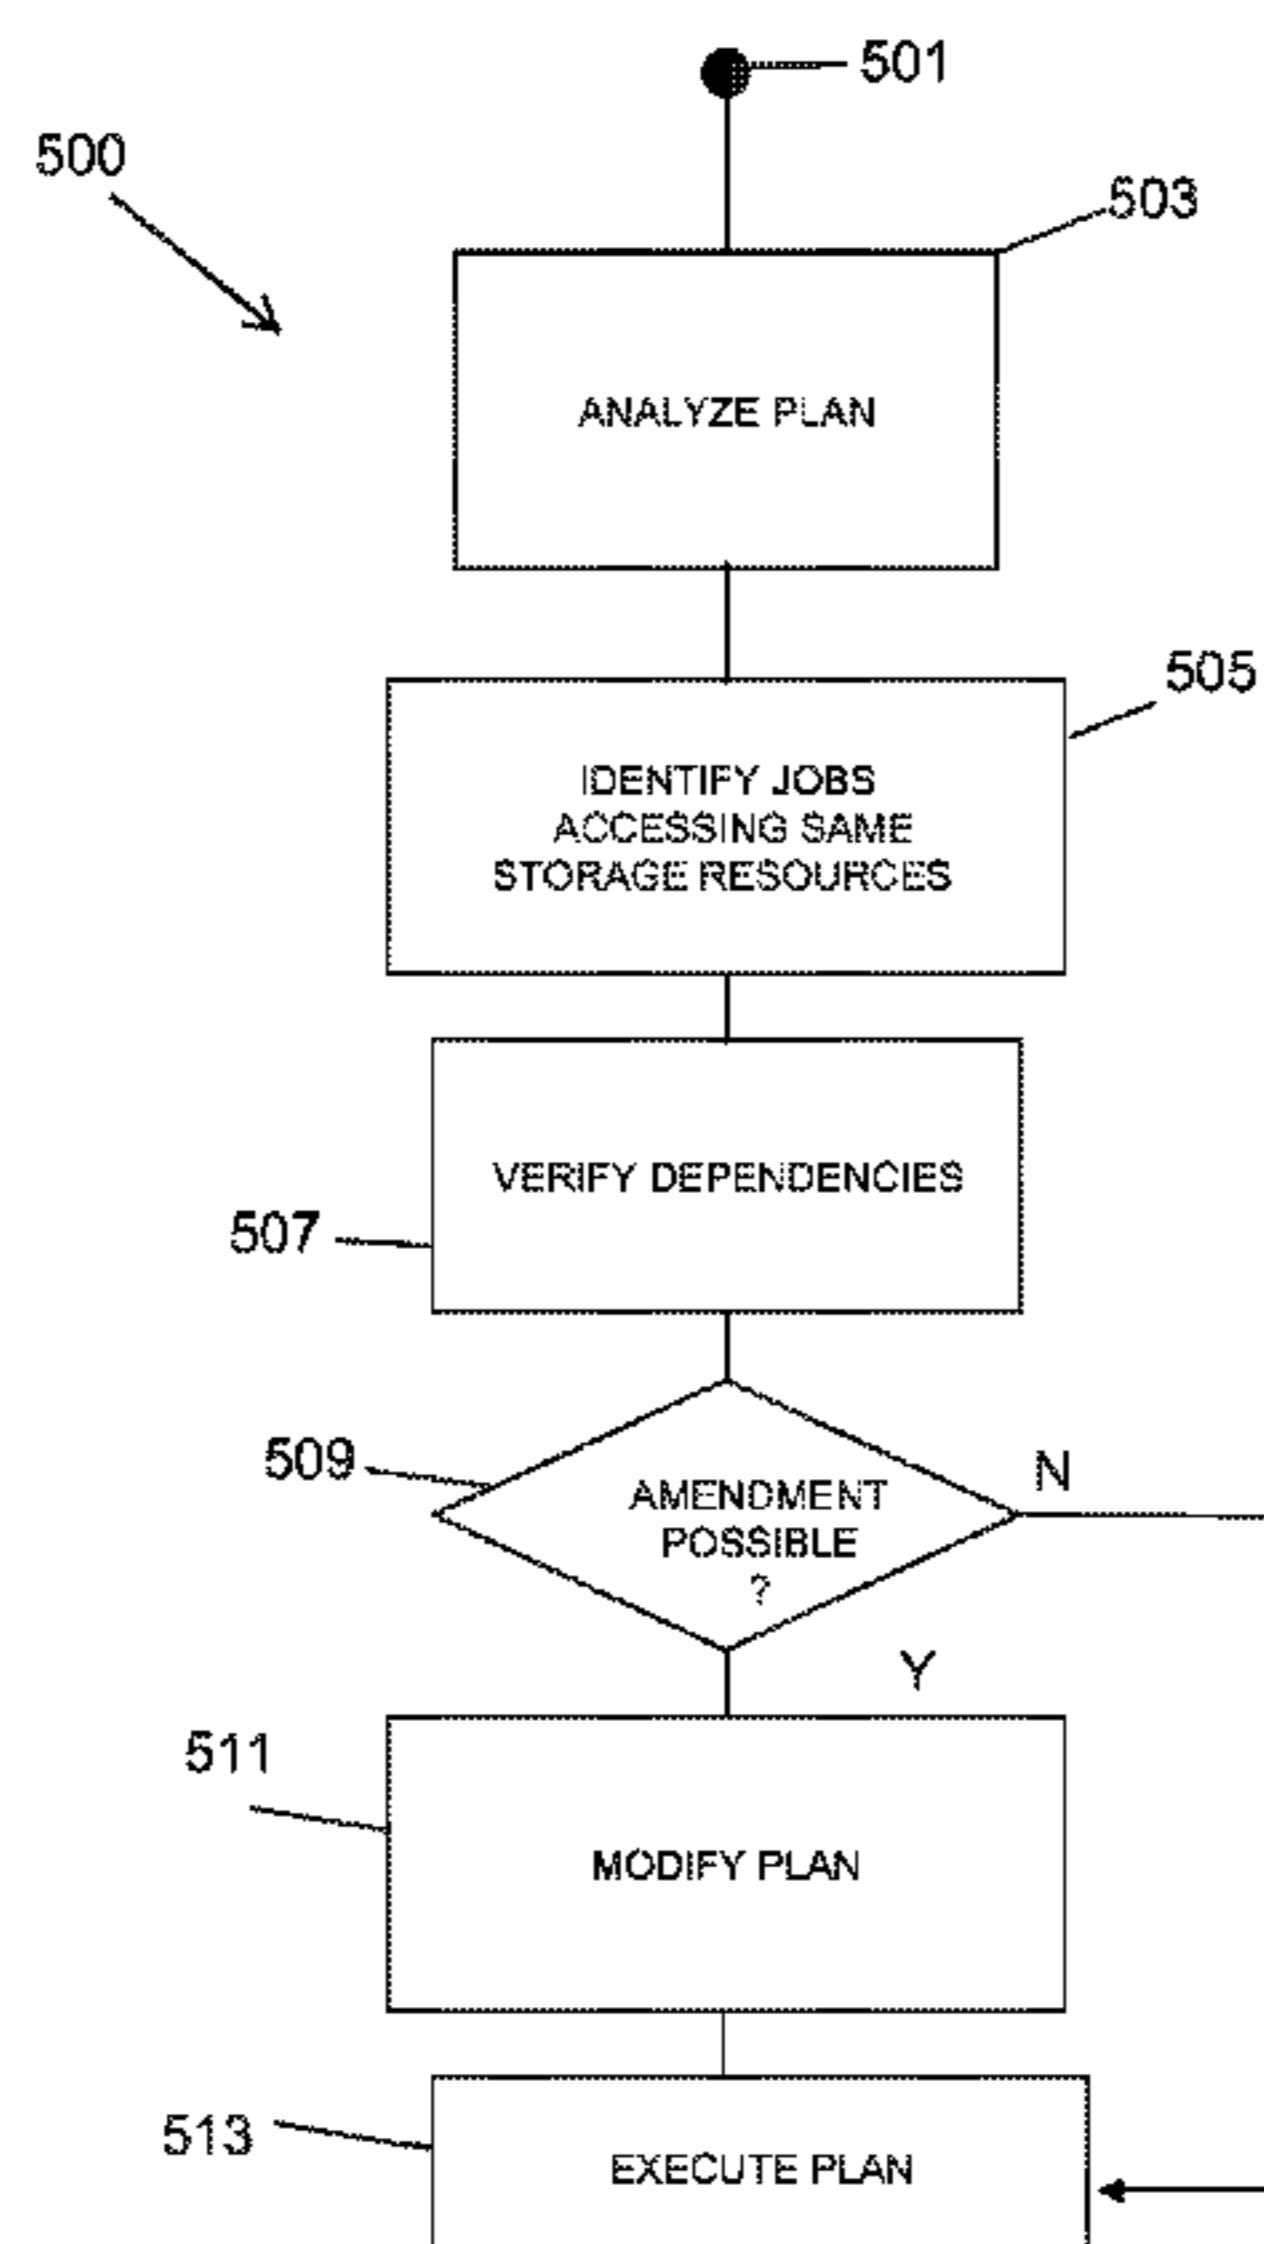 501
500
503
ANALYZE PLAN
505
IDENTIFY JOBS
ACCESSING SAME
STORAGE RESOURCES
VERIFY DEPENDENCIES
507
509
N
AMENDMENT
POSSIBLE
?
Y
511
MODIFY PLAN
513
EXECUTE PLAN